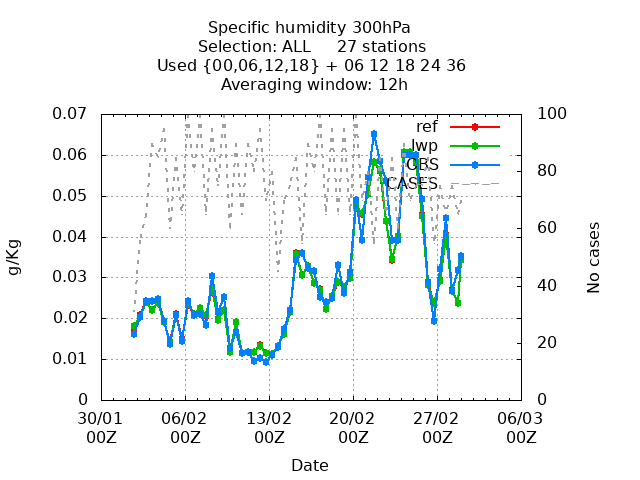 Specific humidity 300hPa
Selection: ALL 27 stations
Used {00,06,12,18} + 06 12 18 24 36
Averaging window: 12h
0.07
0.06
0.05
0.04
0.03
0.02
0.01
0
g/Kg
100
80
60
40
20
0
No cases
ref
lwp
OBS
CASES
30/01 06/02 13/02 20/02 27/02 06/03
00Z 00Z 00Z 00Z 00Z 00Z
Date